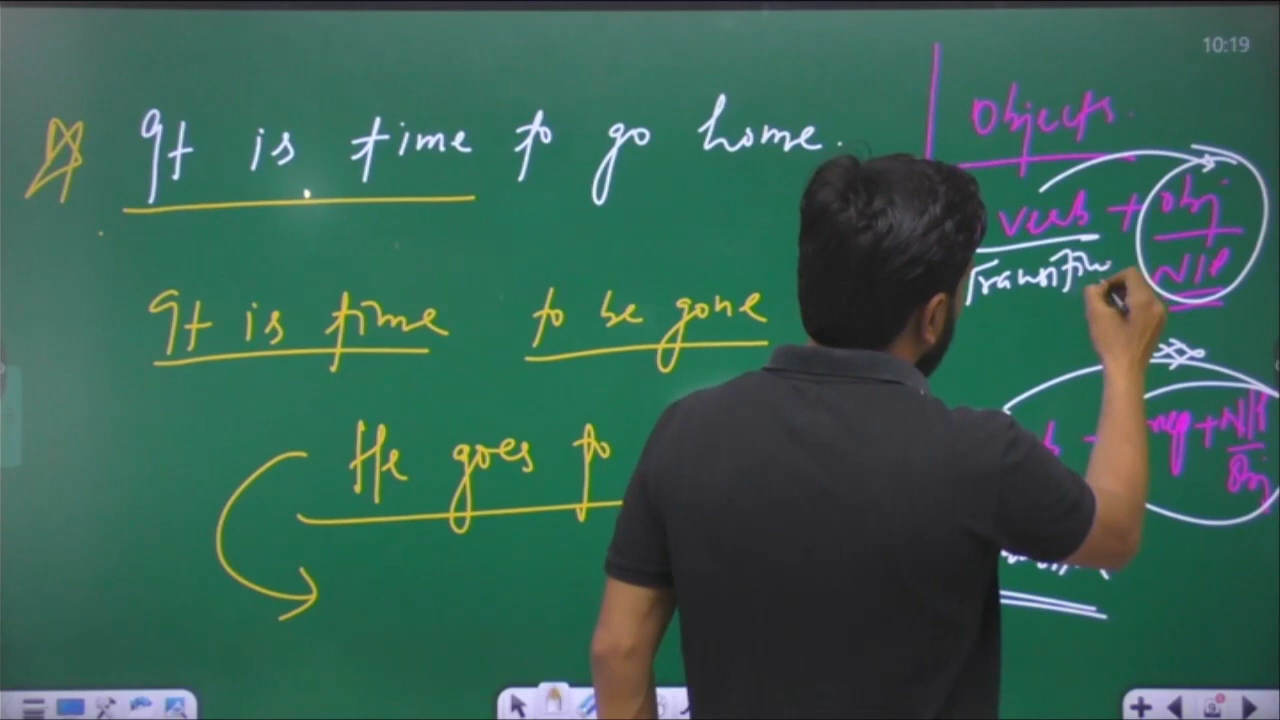 10:19
It is time to go home.
Objects.
verb + obj
N/P
Transitive
It is time to be gone
He goes to
+ N/P
Obj